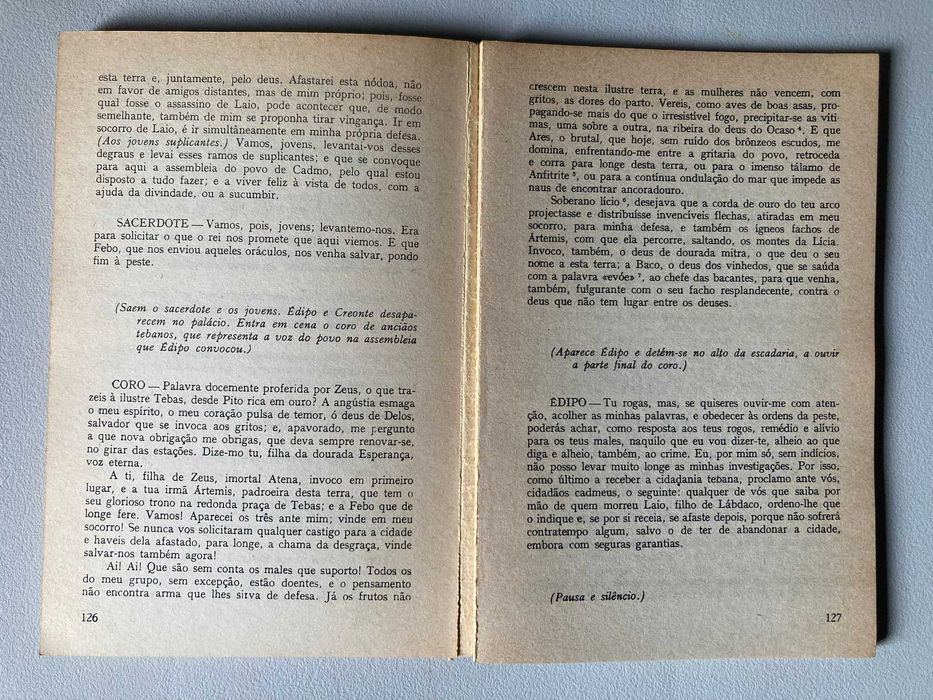 esta terra e, juntamente, pelo deus. Afastarei esta nódoa, não
em favor de amigos distantes, mas de mim próprio; pois, fosse
qual fosse o assassino de Laio, pode acontecer que, de modo
semelhante, também de mim se proponha tirar vingança. Ir em
socorro de Laio, é ir simultâneamente em minha própria defesa.
(Aos jovens suplicantes.) Vamos, jovens, levantai-vos desses
degraus e levai esses ramos de suplicantes; e que se convoque
para aqui a assembleia do povo de Cadmo, pelo qual estou
disposto a tudo fazer; e a viver feliz à vista de todos, com a
ajuda da divindade, ou a sucumbir.
SACERDOTE — Vamos, pois, jovens; levantemo-nos. Era
para solicitar o que o rei nos promete que aqui viemos. E que
Febo, que nos enviou aqueles oráculos, nos venha salvar, pondo
fim à peste.
(Saem o sacerdote e os jovens. Édipo e Creonte desapa-
recem no palácio. Entra em cena o coro de anciãos
tebanos, que representa a voz do povo na assembleia
que Édipo convocou.)
CORO — Palavra docemente proferida por Zeus, o que tra-
zeis à ilustre Tebas, desde Pito rica em ouro? A angústia esmaga
o meu espírito, o meu coração pulsa de temor, ó deus de Delos,
salvador que se invoca aos gritos; e, apavorado, me pergunto
a que nova obrigação me obrigas, que deva sempre renovar-se,
no girar das estações. Dize-mo tu, filha da dourada Esperança,
voz eterna.
A ti, filha de Zeus, imortal Atena, invoco em primeiro
lugar, e a tua irmã Ártemis, padroeira desta terra, que tem o
seu glorioso trono na redonda praça de Tebas; e a Febo que de
longe fere. Vamos! Aparecei os três ante mim; vinde em meu
socorro! Se nunca vos solicitaram qualquer castigo para a cidade
e haveis dela afastado, para longe, a chama da desgraça, vinde
salvar-nos também agora!
Ai! Ai! Que são sem conta os males que suporto! Todos os
do meu grupo, sem excepção, estão doentes, e o pensamento
não encontra arma que lhes sirva de defesa. Já os frutos não
126
crescem nesta ilustre terra, e as mulheres não vencem, com
gritos, as dores do parto. Vereis, como aves de boas asas, pro-
pagando-se mais do que o irresistível fogo, precipitar-se as víti-
mas, uma sobre a outra, na ribeira do deus do Ocaso ⁴. E que
Ares, o brutal, que hoje, sem ruído dos brônzeos escudos, me
domina, enfrentando-me entre a gritaria do povo, retroceda
e corra para longe desta terra, ou para o imenso tálamo de
Anfitrite ⁵, ou para a contínua ondulação do mar que impede as
naus de encontrar ancoradouro.
Soberano lício ⁶, desejava que a corda de ouro do teu arco
projectasse e distribuísse invencíveis flechas, atiradas em meu
socorro, para minha defesa, e também os ígneos fachos de
Ártemis, com que ela percorre, saltando, os montes da Lícia.
Invoco, também, o deus de dourada mitra, o que deu o seu
nome a esta terra; a Baco, o deus dos vinhedos, que se saúda
com a palavra «evóe» ⁷, ao chefe das bacantes, para que venha,
também, fulgurante com o seu facho resplandecente, contra o
deus que não tem lugar entre os deuses.
(Aparece Édipo e detém-se no alto da escadaria, a ouvir
a parte final do coro.)
ÉDIPO — Tu rogas, mas, se quiseres ouvir-me com aten-
ção, acolher as minhas palavras, e obedecer às ordens da peste,
poderás achar, como resposta aos teus rogos, remédio e alívio
para os teus males, naquilo que eu vou dizer-te, alheio ao que
diga e alheio, também, ao crime. Eu, por mim só, sem indícios,
não posso levar muito longe as minhas investigações. Por isso,
como último a receber a cidadania tebana, proclamo ante vós,
cidadãos cadmeus, o seguinte: qualquer de vós que saiba por
mão de quem morreu Laio, filho de Lábdaco, ordeno-lhe que
o indique e, se por si receia, se afaste depois, porque não sofrerá
contratempo algum, salvo o de ter de abandonar a cidade,
embora com seguras garantias.
(Pausa e silêncio.)
127